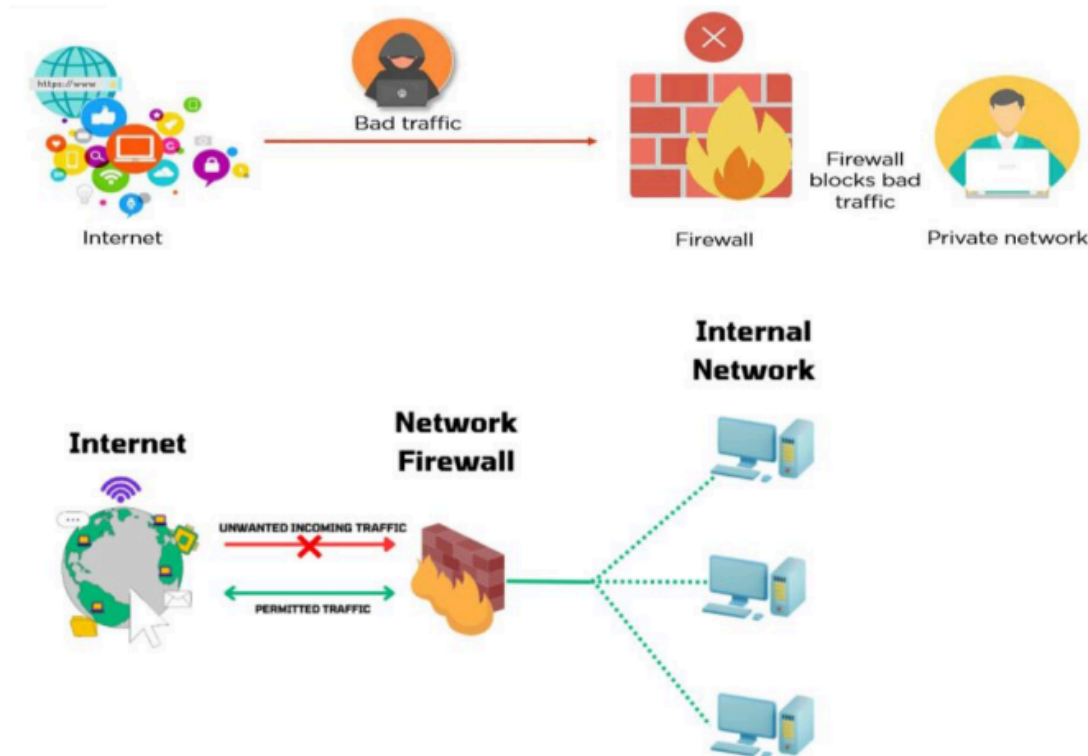 https://www
Bad traffic
Internet
Firewall
Firewall
blocks bad
traffic
Private network
Internet
Network
Firewall
Internal
Network
UNWANTED INCOMING TRAFFIC
PERMITTED TRAFFIC